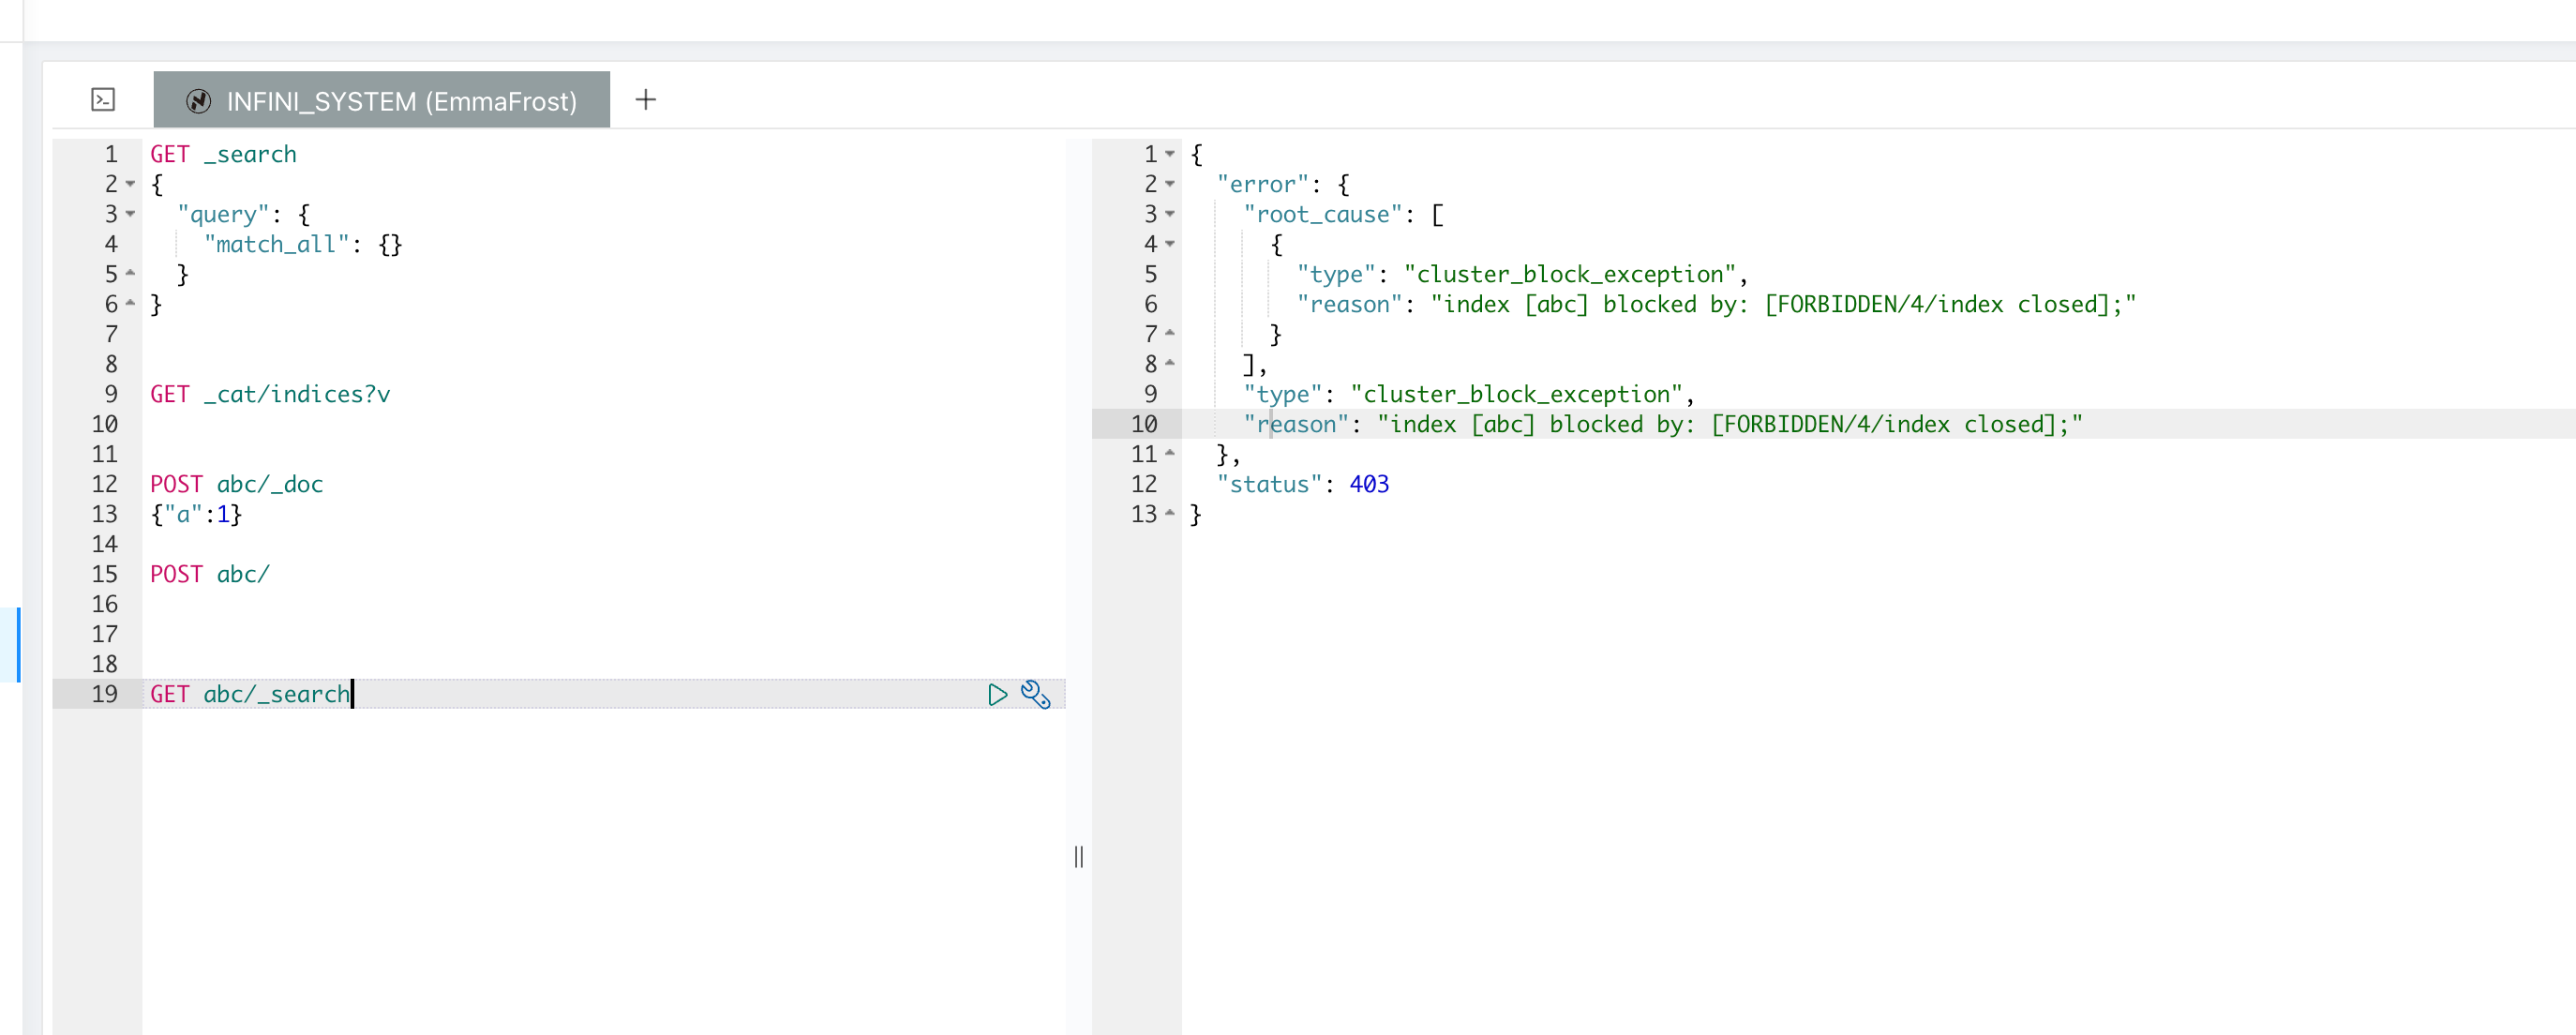 INFINI_SYSTEM (EmmaFrost)
1 GET _search
2 {
3   "query": {
4     "match_all": {}
5   }
6 }
7
8
9 GET _cat/indices?v
10
11
12 POST abc/_doc
13 {"a":1}
14
15 POST abc/
16
17
18
19 GET abc/_search
1 {
2   "error": {
3     "root_cause": [
4       {
5         "type": "cluster_block_exception",
6         "reason": "index [abc] blocked by: [FORBIDDEN/4/index closed];"
7       }
8     ],
9     "type": "cluster_block_exception",
10     "reason": "index [abc] blocked by: [FORBIDDEN/4/index closed];"
11   },
12   "status": 403
13 }